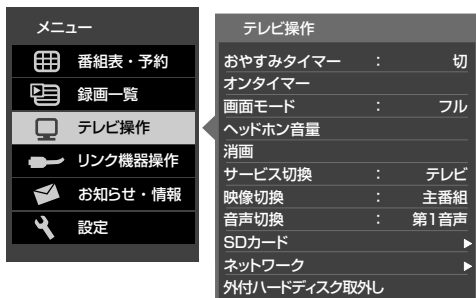 メニュー
番組表・予約
録画一覧
テレビ操作
リンク機器操作
お知らせ・情報
設定
テレビ操作
おやすみタイマー : 切
オンタイマー
画面モード : フル
ヘッドホン音量
消画
サービス切換 : テレビ
映像切換 : 主番組
音声切換 : 第1音声
SDカード
ネットワーク
外付ハードディスク取外し